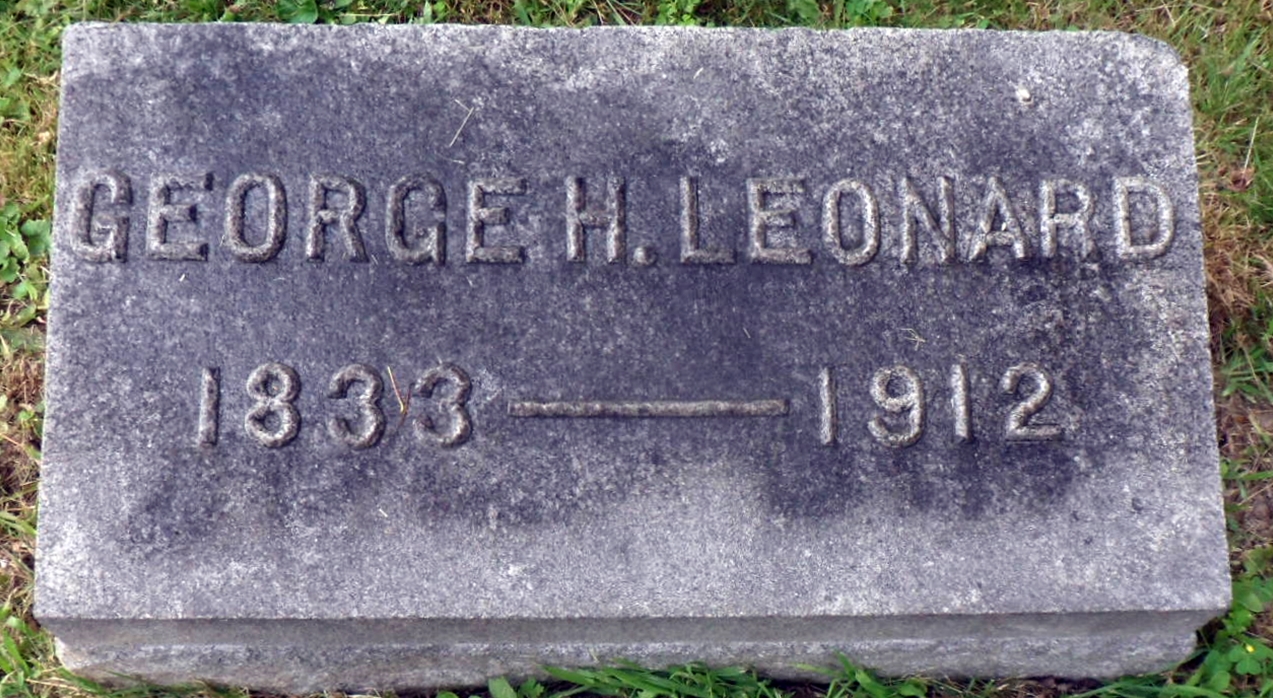 GEORGE H. LEONARD
1833 — 1912